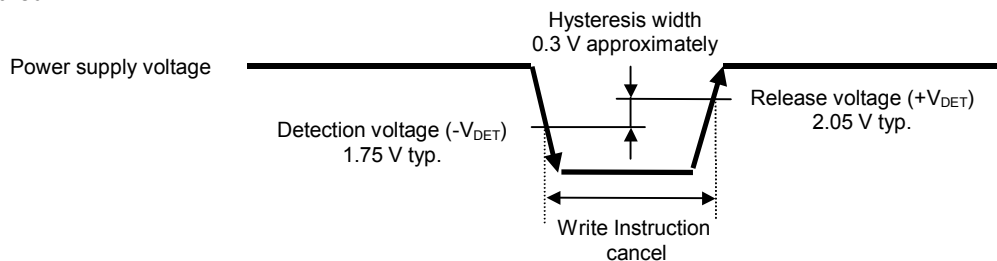 Hysteresis width
0.3 V approximately
Power supply voltage
Release voltage (+VDET)
2.05 V typ.
Detection voltage (-VDET)
1.75 V typ.
Write Instruction
cancel